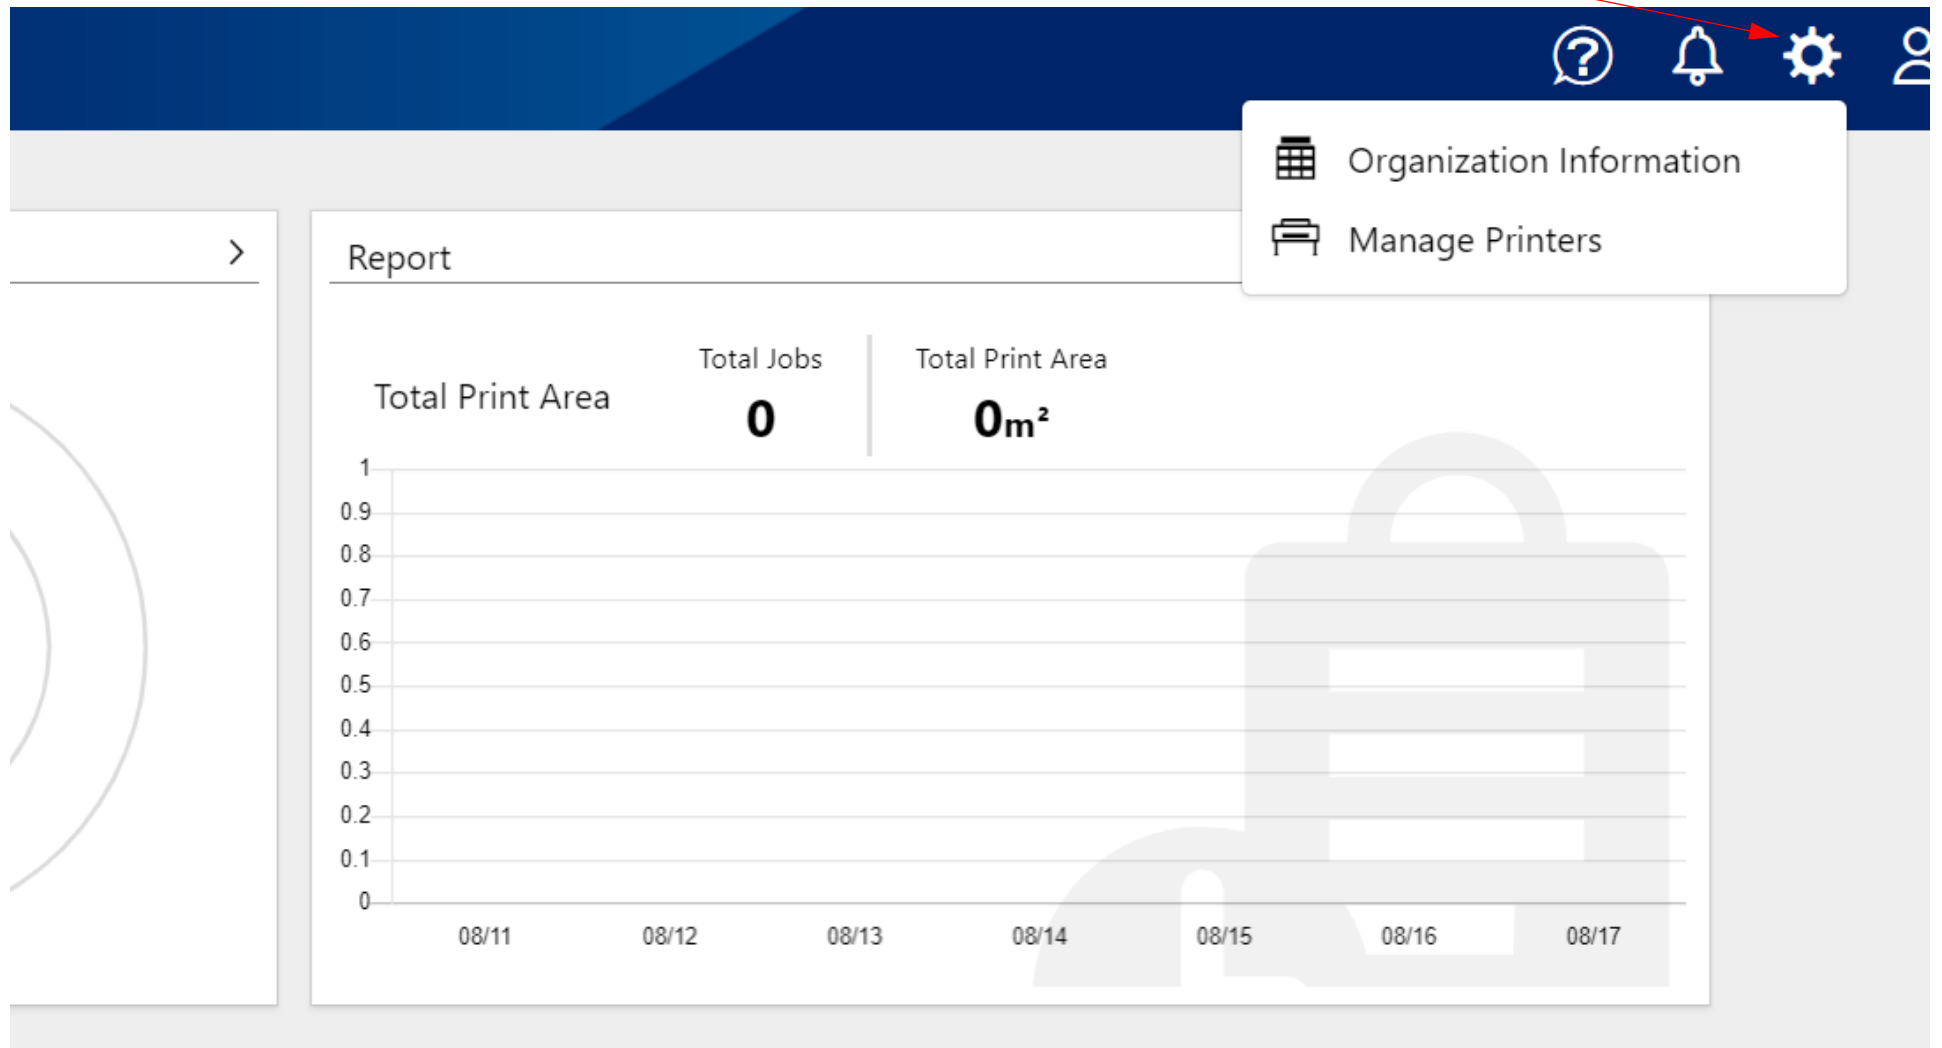 Organization Information
Manage Printers
Report
Total Print Area
Total Jobs
0
Total Print Area
0m²
1
0.9
0.8
0.7
0.6
0.5
0.4
0.3
0.2
0.1
0
08/11 08/12 08/13 08/14 08/15 08/16 08/17